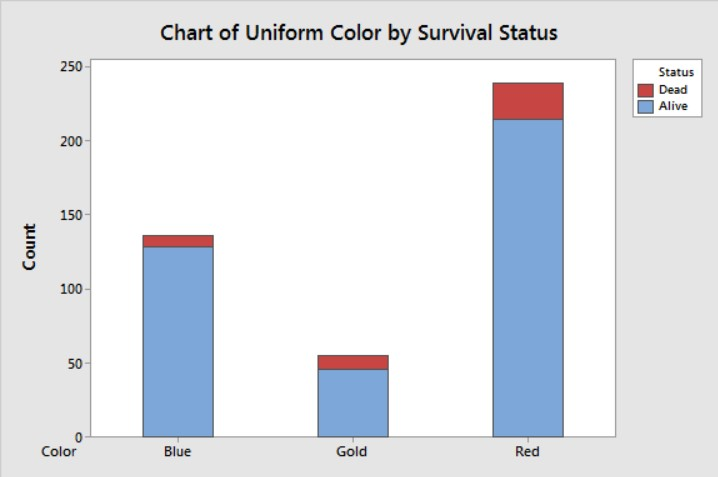 Chart of Uniform Color by Survival Status
Status
Dead
Alive
Count
250
200
150
100
50
0
Color Blue Gold Red